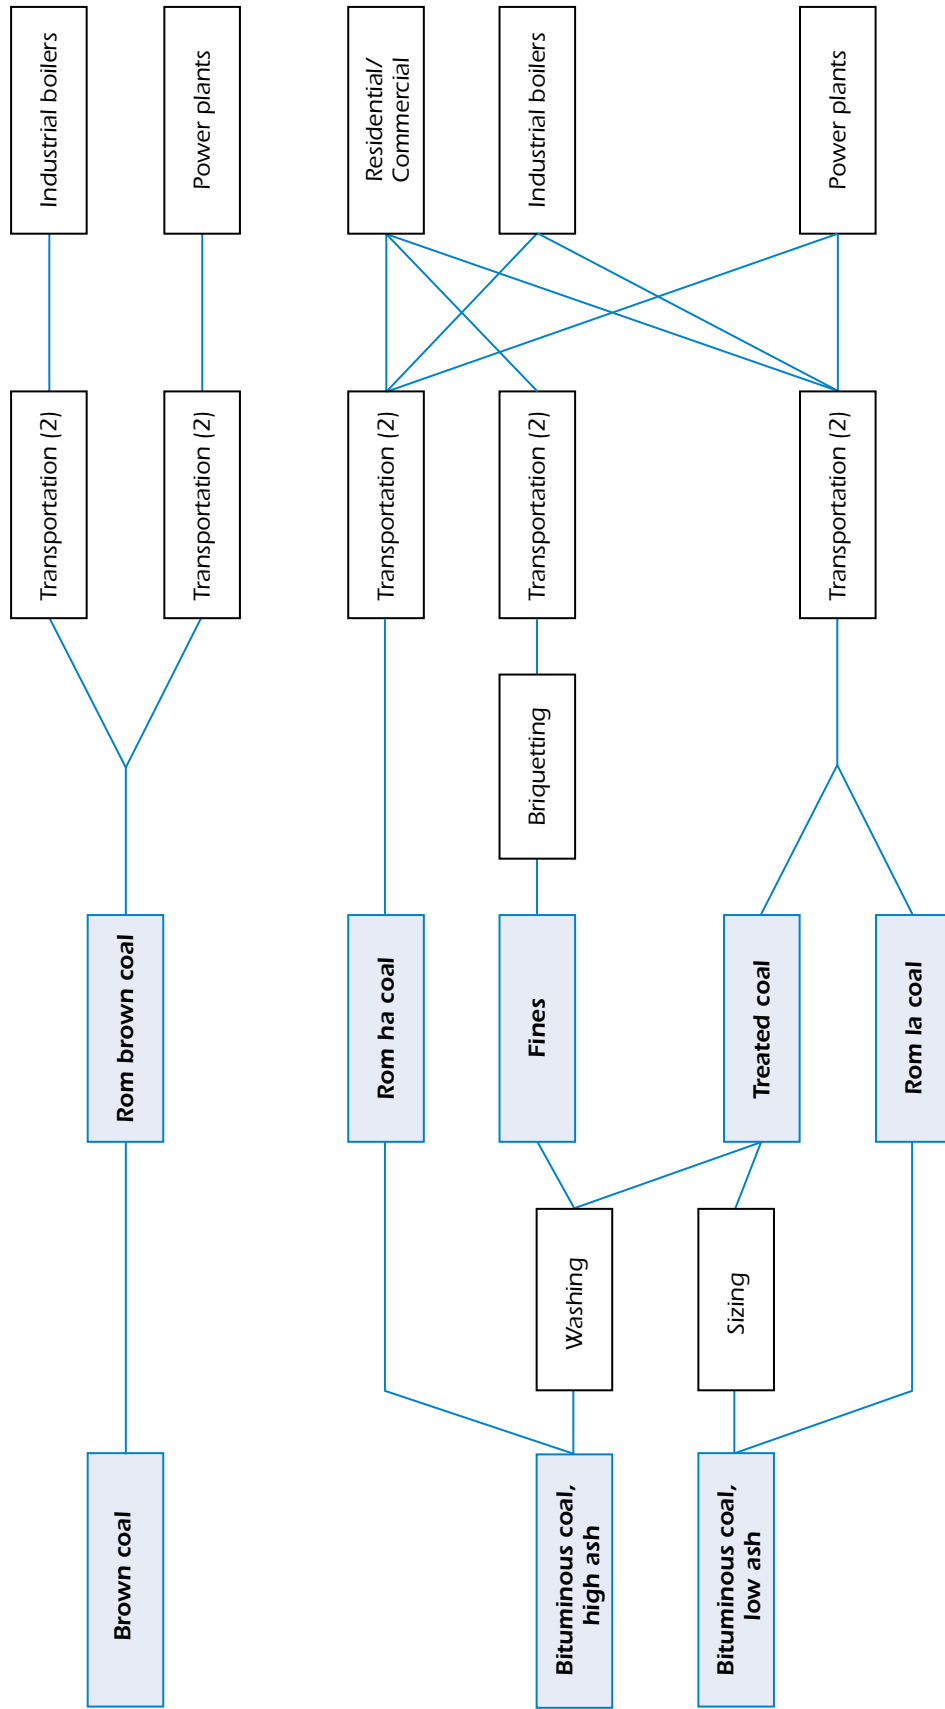 Brown coal
Rom brown coal
Transportation (2)
Industrial boilers
Transportation (2)
Power plants
Bituminous coal,
high ash
Washing
Rom ha coal
Transportation (2)
Residential/
Commercial
Fines
Briquetting
Transportation (2)
Industrial boilers
Bituminous coal,
low ash
Sizing
Treated coal
Transportation (2)
Power plants
Rom la coal